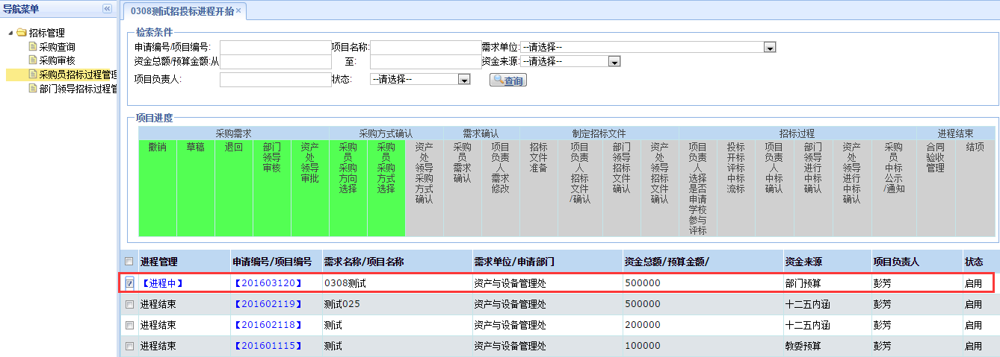 导航菜单
招标管理
采购查询
采购审核
采购员招标过程管理
部门领导招标过程管
0308测试招投标进程开始
检索条件
申请编号/项目编号: 项目名称: 需求单位: --请选择--
资金总额/预算金额:从 至: 资金来源: --请选择--
项目负责人: 状态: --请选择-- 查询
项目进度
采购需求 采购方式确认 需求确认 制定招标文件 招标过程 进程结束
撤销
草稿
退回
部门
领导
审核
资产
处
领导
审批
采购
员
采购
方向
选择
采购
员
采购
方式
选择
资产
处
领导
采购
方式
确认
采购
员
需求
确认
项目
负责
人
需求
修改
招标
文件
准备
项目
负责
人
招标
文件
/确认
部门
领导
招标
文件
确认
资产
处
领导
招标
文件
确认
项目
负责
人
选择
是否
申请
学校
参与
评标
投标
开标
评标
中标
流标
项目
负责
人
中标
确认
部门
领导
进行
中标
确认
资产
处
领导
进行
中标
确认
采购
员
中标
公示
/通知
合同
验收
管理
结项
进程管理 申请编号/项目编号 需求名称/项目名称 需求单位/申请部门 资金总额/预算金额/ 资金来源 项目负责人 状态
【进程中】 【201603120】 0308测试 资产与设备管理处 500000 部门预算 彭芳 启用
进程结束 【201602119】 测试025 资产与设备管理处 500000 十二五内涵 彭芳 启用
进程结束 【201602118】 测试 资产与设备管理处 200000 十二五内涵 彭芳 启用
进程结束 【201601115】 测试 资产与设备管理处 100000 教委预算 彭芳 启用